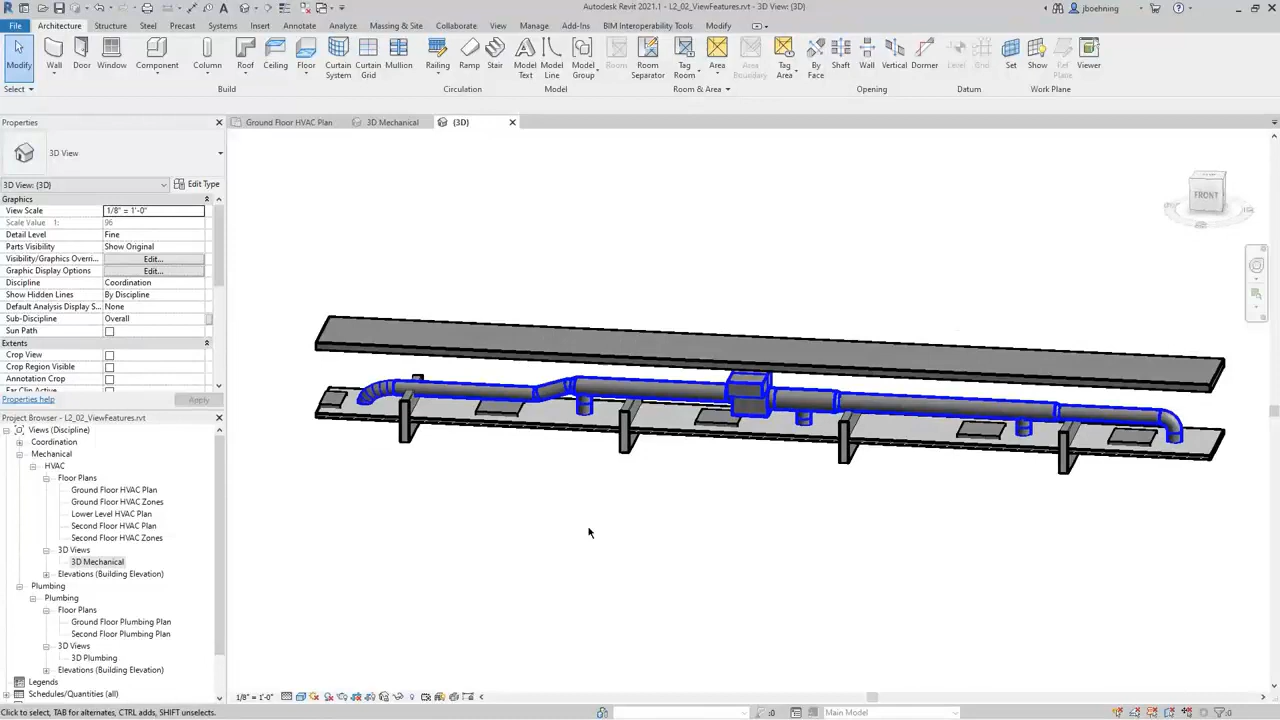 Autodesk Revit 2021.1 - L2_02_ViewFeatures.rvt - 3D View: {3D}
jboehning
File Architecture Structure Steel Precast Systems Insert Annotate Analyze Massing & Site Collaborate View Manage Add-Ins BIM Interoperability Tools Modify
Modify Wall Door Window Component Column Roof Ceiling Floor Curtain System Curtain Grid Mullion Railing Ramp Stair Model Text Model Line Model Group Room Room Separator Tag Room Area Area Boundary Tag Area By Face Shaft Wall Vertical Dormer Level Grid Set Show Ref Plane Viewer
Select Build Circulation Model Room & Area Opening Datum Work Plane
Properties
Ground Floor HVAC Plan 3D Mechanical {3D}
3D View
3D View: {3D} Edit Type
Graphics
View Scale 1/8" = 1'-0"
Scale Value 1: 96
Detail Level Fine
Parts Visibility Show Original
Visibility/Graphics Overri... Edit...
Graphic Display Options Edit...
Discipline Coordination
Show Hidden Lines By Discipline
Default Analysis Display S... None
Sub-Discipline Overall
Sun Path
Extents
Crop View
Crop Region Visible
Annotation Crop
Far Clip Active
Properties help Apply
Project Browser - L2_02_ViewFeatures.rvt
Views (Discipline)
Coordination
Mechanical
HVAC
Floor Plans
Ground Floor HVAC Plan
Ground Floor HVAC Zones
Lower Level HVAC Plan
Second Floor HVAC Plan
Second Floor HVAC Zones
3D Views
3D Mechanical
Elevations (Building Elevation)
Plumbing
Plumbing
Floor Plans
Ground Floor Plumbing Plan
Second Floor Plumbing Plan
3D Views
3D Plumbing
Elevations (Building Elevation)
Legends
Schedules/Quantities (all)
FRONT
1/8" = 1'-0"
Click to select, TAB for alternates, CTRL adds, SHIFT unselects.
:0
Main Model
:0